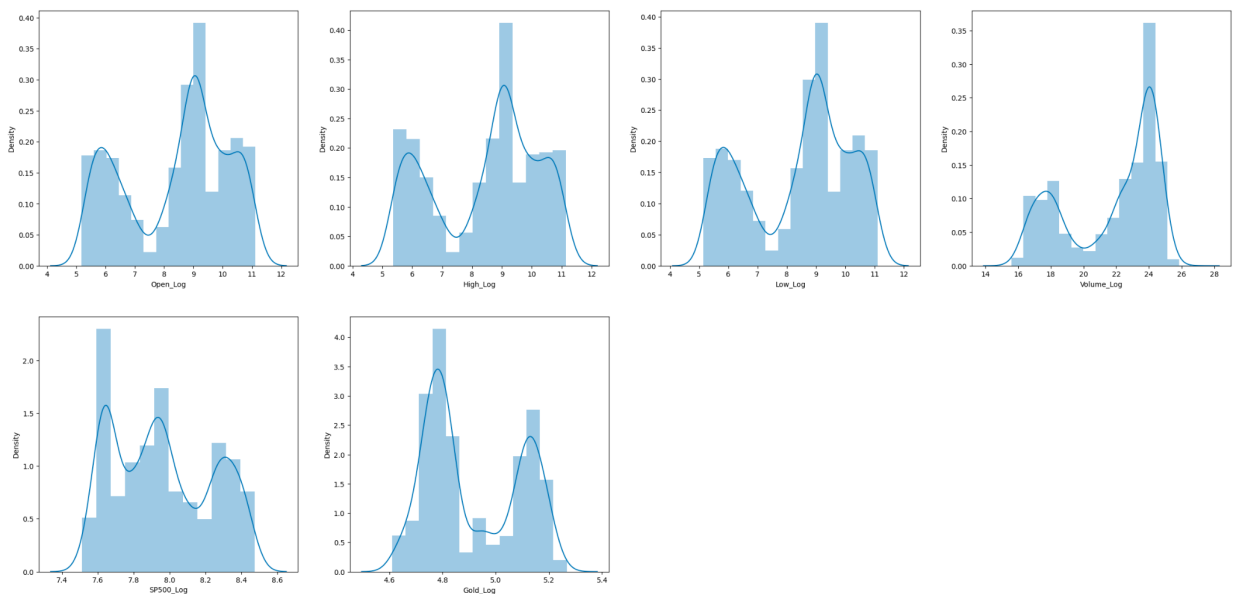 0.40
0.35
0.30
0.25
0.20
0.15
0.10
0.05
0.00
Density
4 5 6 7 8 9 10 11 12
Open_Log
0.40
0.35
0.30
0.25
0.20
0.15
0.10
0.05
0.00
Density
4 5 6 7 8 9 10 11 12
High_Log
0.40
0.35
0.30
0.25
0.20
0.15
0.10
0.05
0.00
Density
4 5 6 7 8 9 10 11 12
Low_Log
0.35
0.30
0.25
0.20
0.15
0.10
0.05
0.00
Density
14 16 18 20 22 24 26 28
Volume_Log
2.0
1.5
1.0
0.5
0.0
Density
7.4 7.6 7.8 8.0 8.2 8.4 8.6
SP500_Log
4.0
3.5
3.0
2.5
2.0
1.5
1.0
0.5
0.0
Density
4.6 4.8 5.0 5.2 5.4
Gold_Log